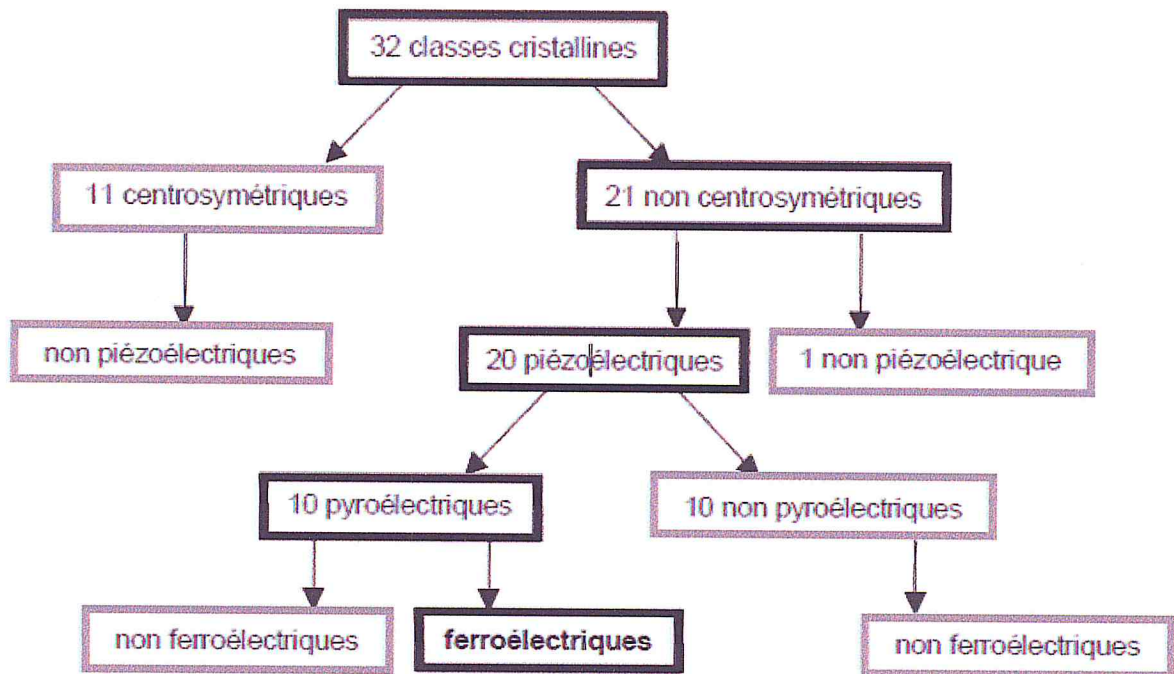 32 classes cristallines
11 centrosymétriques
21 non centrosymétriques
non piézoélectriques
20 piézoélectriques
1 non piézoélectrique
10 pyroélectriques
10 non pyroélectriques
non ferroélectriques
ferroélectriques
non ferroélectriques